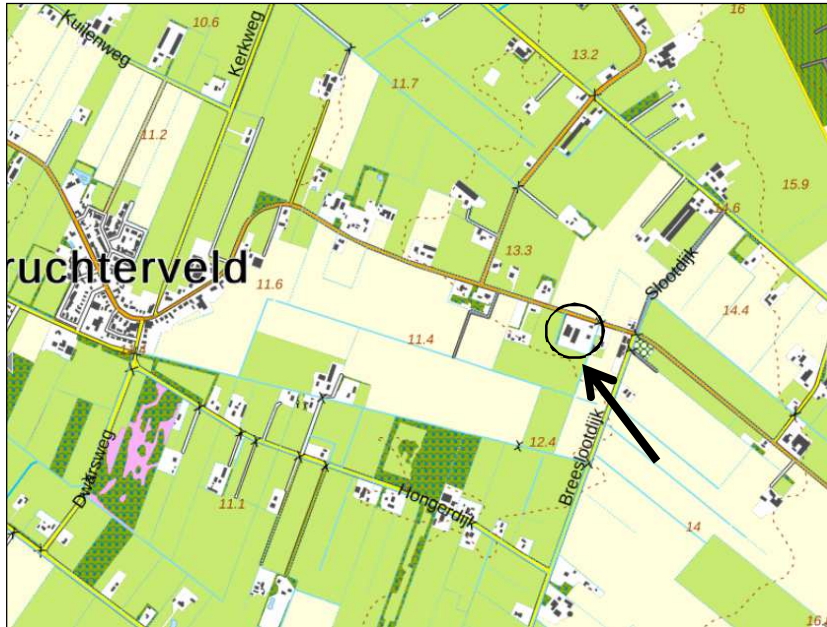 10.6
16
Kuilenweg
Kerkweg
13.2
11.7
11.2
15.9
14.6
13.3
Slootdijk
ruchterveld
11.6
14.4
11.4
12.4
Breeslootdijk
Dwarsweg
Hongerdijk
11.1
14